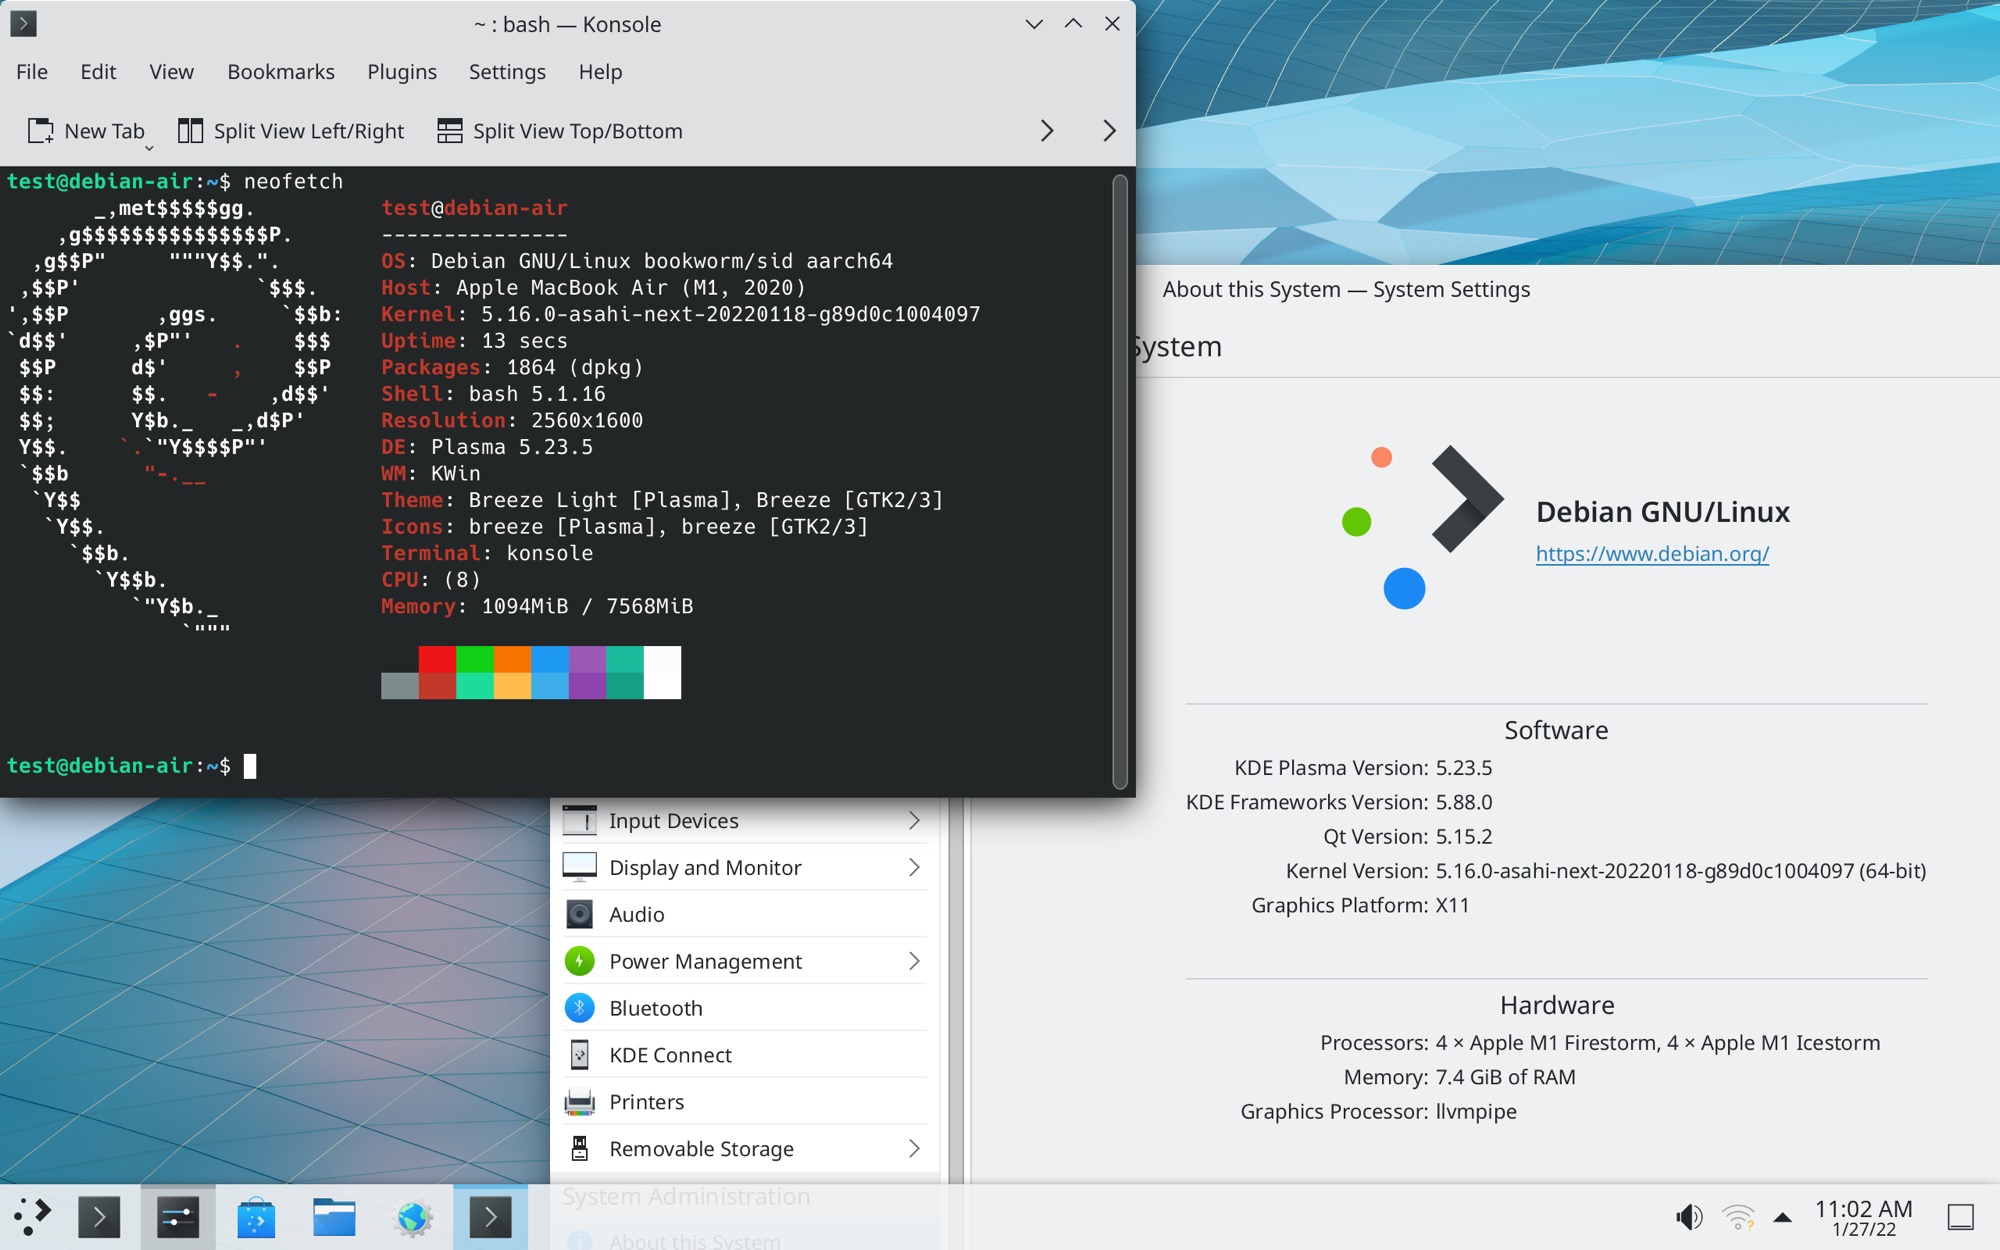 ~ : bash — Konsole
File Edit View Bookmarks Plugins Settings Help
New Tab Split View Left/Right Split View Top/Bottom
test@debian-air:~$ neofetch
_,met$$$$$gg.
,g$$$$$$$$$$$$$$$P.
,g$$P"      """Y$$.".
,$$P'               `$$$.
',$$P       ,ggs.     `$$b:
`d$$'     ,$P"'   .    $$$
$$P      d$'     ,    $$P
$$:      $$.   -    ,d$$'
$$;      Y$b._   _,d$P'
Y$$.    `.`"Y$$$$P"'
`$$b      "-.__
`Y$$
`Y$$.
`$$b.
`Y$$b.
`"Y$b._
`"""
test@debian-air
---------------
OS: Debian GNU/Linux bookworm/sid aarch64
Host: Apple MacBook Air (M1, 2020)
Kernel: 5.16.0-asahi-next-20220118-g89d0c1004097
Uptime: 13 secs
Packages: 1864 (dpkg)
Shell: bash 5.1.16
Resolution: 2560x1600
DE: Plasma 5.23.5
WM: KWin
Theme: Breeze Light [Plasma], Breeze [GTK2/3]
Icons: breeze [Plasma], breeze [GTK2/3]
Terminal: konsole
CPU: (8)
Memory: 1094MiB / 7568MiB
test@debian-air:~$
About this System — System Settings
System
Debian GNU/Linux
https://www.debian.org/
Software
KDE Plasma Version: 5.23.5
KDE Frameworks Version: 5.88.0
Qt Version: 5.15.2
Kernel Version: 5.16.0-asahi-next-20220118-g89d0c1004097 (64-bit)
Graphics Platform: X11
Hardware
Processors: 4 × Apple M1 Firestorm, 4 × Apple M1 Icestorm
Memory: 7.4 GiB of RAM
Graphics Processor: llvmpipe
Input Devices
Display and Monitor
Audio
Power Management
Bluetooth
KDE Connect
Printers
Removable Storage
System Administration
About this System
11:02 AM
1/27/22